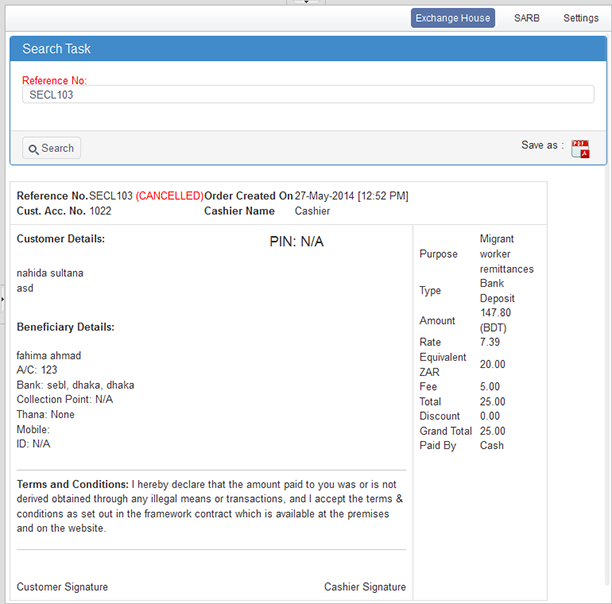 Exchange House SARB Settings
Search Task
Reference No:
SECL103
Search
Save as :
Reference No. SECL103 (CANCELLED) Order Created On 27-May-2014 [12:52 PM]
Cust. Acc. No. 1022 Cashier Name Cashier
Customer Details:
PIN: N/A
nahida sultana
asd
Beneficiary Details:
fahima ahmad
A/C: 123
Bank: sebl, dhaka, dhaka
Collection Point: N/A
Thana: None
Mobile:
ID: N/A
Purpose Migrant
worker
remittances
Type Bank
Deposit
Amount 147.80
(BDT)
Rate 7.39
Equivalent
ZAR 20.00
Fee 5.00
Total 25.00
Discount 0.00
Grand Total 25.00
Paid By Cash
Terms and Conditions: I hereby declare that the amount paid to you was or is not
derived obtained through any illegal means or transactions, and I accept the terms &
conditions as set out in the framework contract which is available at the premises
and on the website.
Customer Signature Cashier Signature